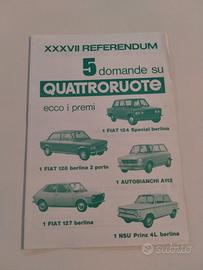 XXXVII REFERENDUM
5 domande su
QUATTRORUOTE
ecco i premi
1 FIAT 124 Special berlina
1 FIAT 128 berlina 2 porte
1 AUTOBIANCHI A112
1 FIAT 127 berlina
1 NSU Prinz 4L berlina
subito